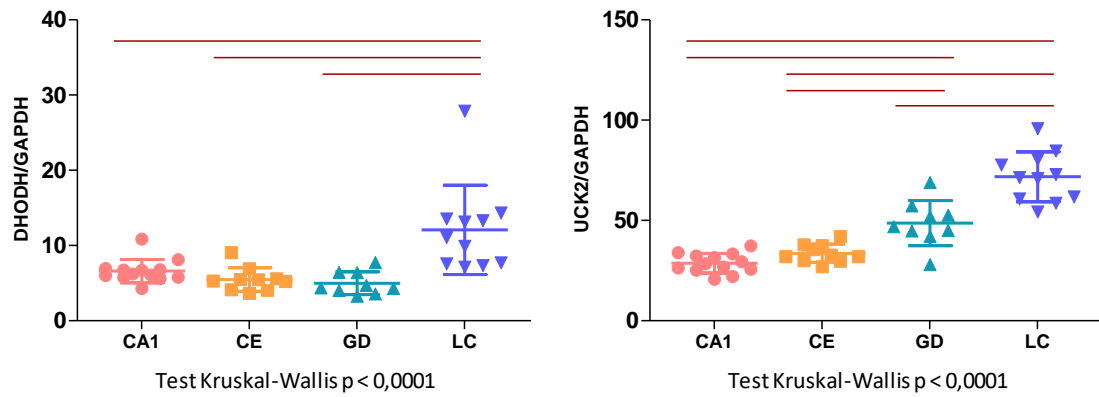 DHODH/GAPDH
40
30
20
10
0
CA1 CE GD LC
Test Kruskal-Wallis p < 0,0001
UCK2/GAPDH
150
100
50
0
CA1 CE GD LC
Test Kruskal-Wallis p < 0,0001